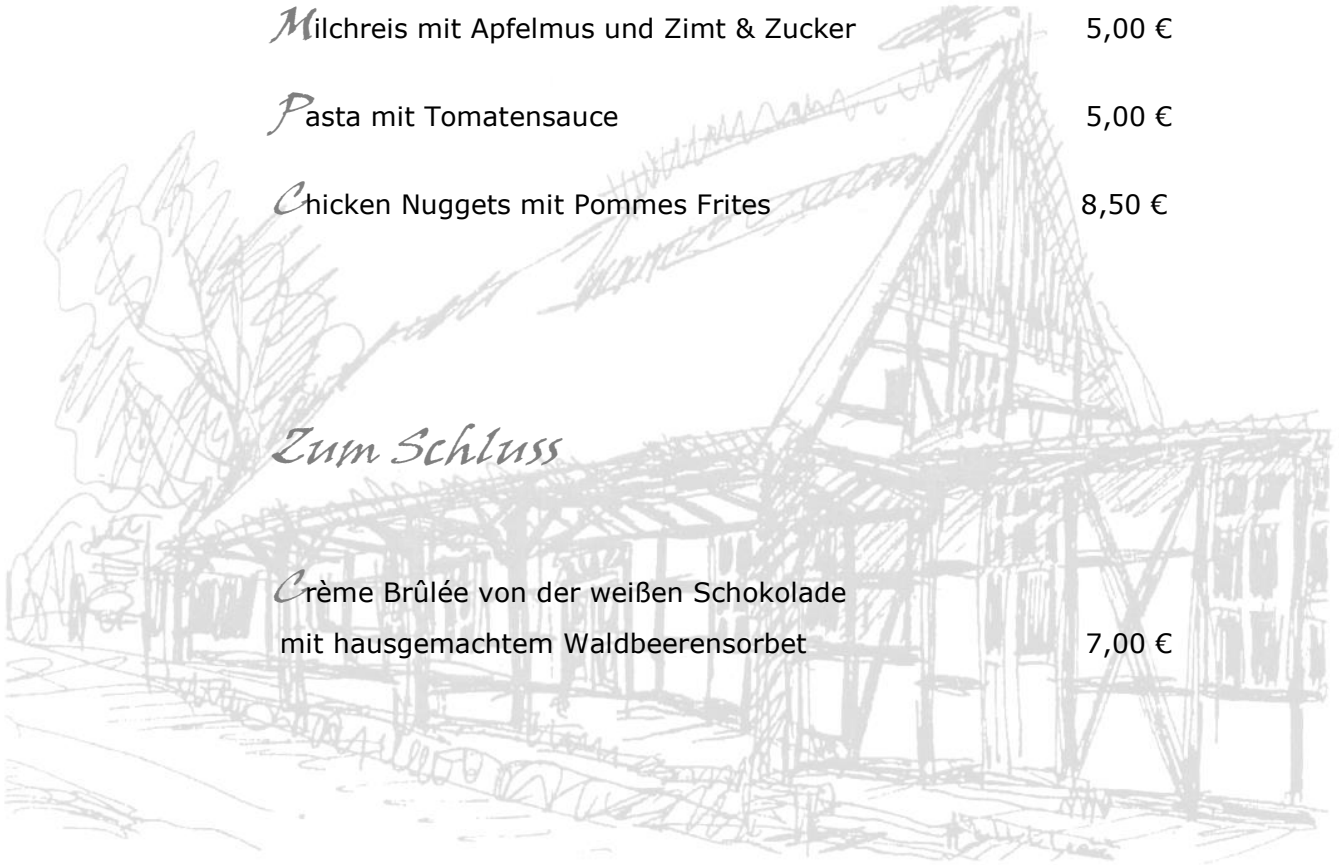 Milchreis mit Apfelmus und Zimt & Zucker 5,00 €
Pasta mit Tomatensauce 5,00 €
Chicken Nuggets mit Pommes Frites 8,50 €
Zum Schluss
Crème Brûlée von der weißen Schokolade
mit hausgemachtem Waldbeerensorbet 7,00 €